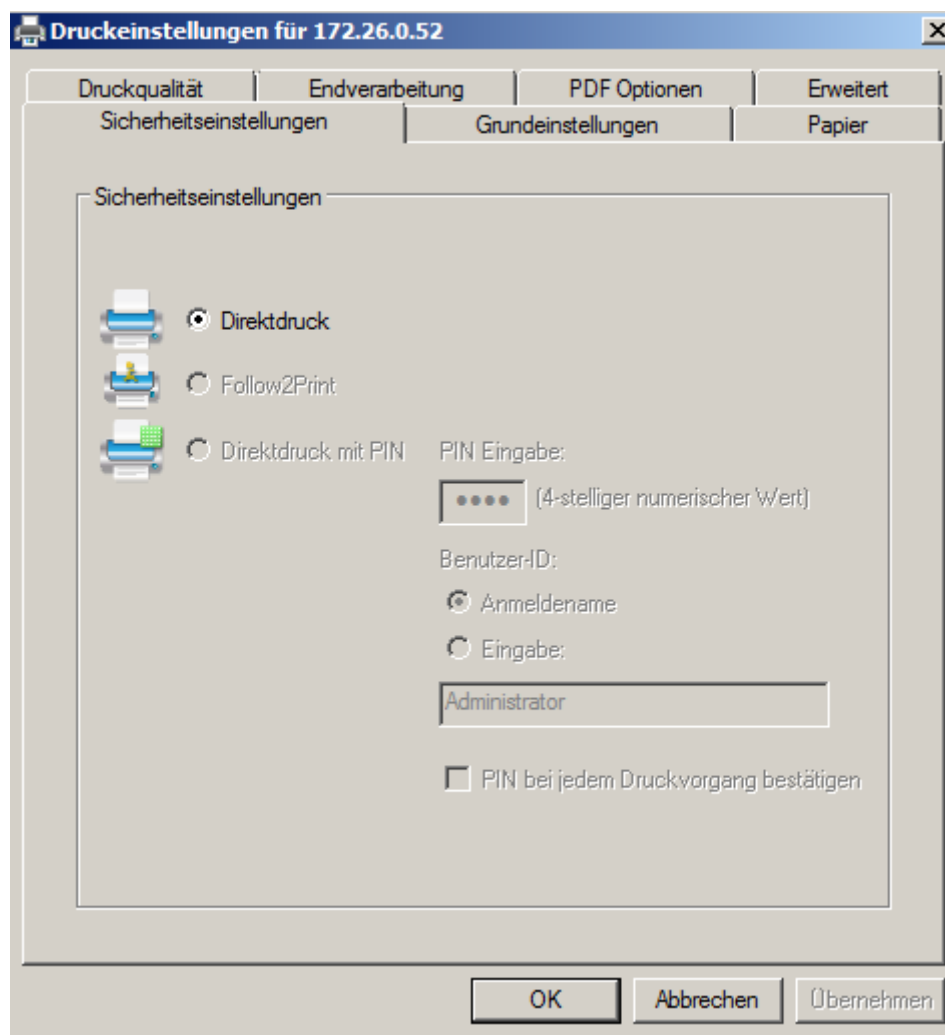 Druckeinstellungen für 172.26.0.52
Druckqualität Endverarbeitung PDF Optionen Erweitert
Sicherheitseinstellungen Grundeinstellungen Papier
Sicherheitseinstellungen
Direktdruck
Follow2Print
Direktdruck mit PIN PIN Eingabe:
(4-stelliger numerischer Wert)
Benutzer-ID:
Anmeldename
Eingabe:
Administrator
PIN bei jedem Druckvorgang bestätigen
OK Abbrechen Übernehmen